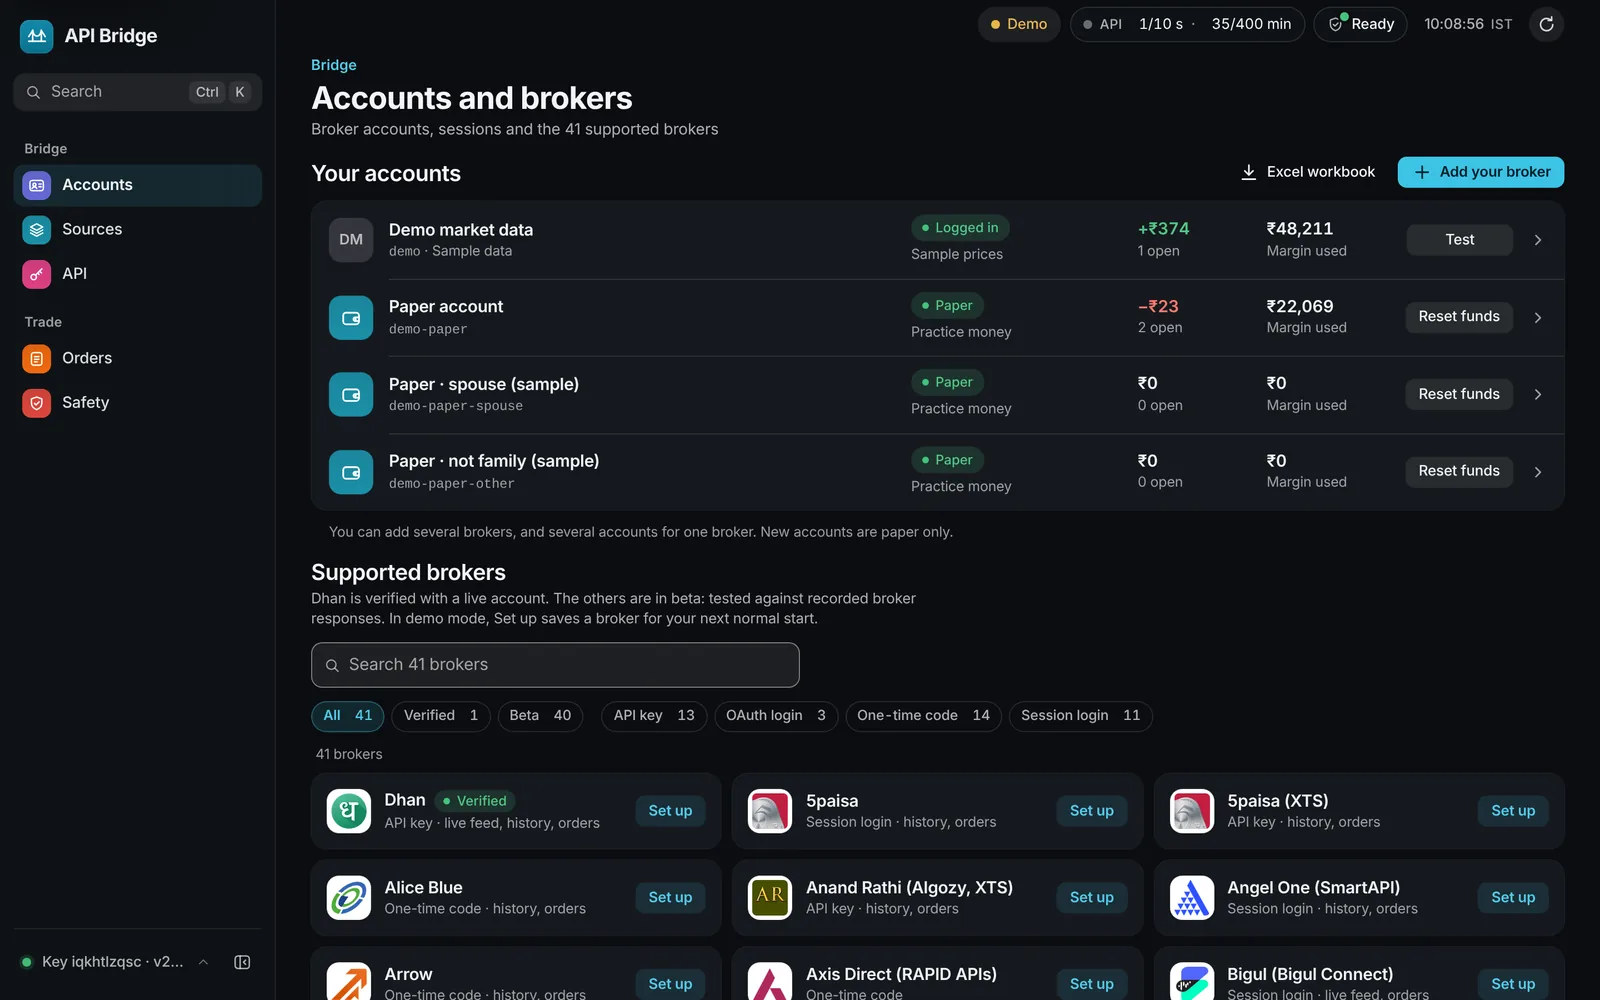 API Bridge
Search Ctrl K
Bridge
Accounts
Sources
API
Trade
Orders
Safety
Key iqkhtlzqsc · v2...
Demo
API 1/10 s · 35/400 min
Ready
10:08:56 IST
Bridge
Accounts and brokers
Broker accounts, sessions and the 41 supported brokers
Your accounts
Excel workbook
Add your broker
DM
Demo market data
demo · Sample data
Logged in
Sample prices
+₹374
1 open
₹48,211
Margin used
Test
Paper account
demo-paper
Paper
Practice money
−₹23
2 open
₹22,069
Margin used
Reset funds
Paper · spouse (sample)
demo-paper-spouse
Paper
Practice money
₹0
0 open
₹0
Margin used
Reset funds
Paper · not family (sample)
demo-paper-other
Paper
Practice money
₹0
0 open
₹0
Margin used
Reset funds
You can add several brokers, and several accounts for one broker. New accounts are paper only.
Supported brokers
Dhan is verified with a live account. The others are in beta: tested against recorded broker
responses. In demo mode, Set up saves a broker for your next normal start.
Search 41 brokers
All 41
Verified 1
Beta 40
API key 13
OAuth login 3
One-time code 14
Session login 11
41 brokers
ध
Dhan
Verified
API key · live feed, history, orders
Set up
5paisa
Session login · history, orders
Set up
5paisa (XTS)
API key · history, orders
Set up
Alice Blue
One-time code · history, orders
Set up
AR
Anand Rathi (Algozy, XTS)
API key · history, orders
Set up
Angel One (SmartAPI)
Session login · history, orders
Set up
Arrow
One-time code · history, orders
Set up
Axis Direct (RAPID APIs)
One-time code
Set up
Bigul (Bigul Connect)
Session login · live feed, orders
Set up